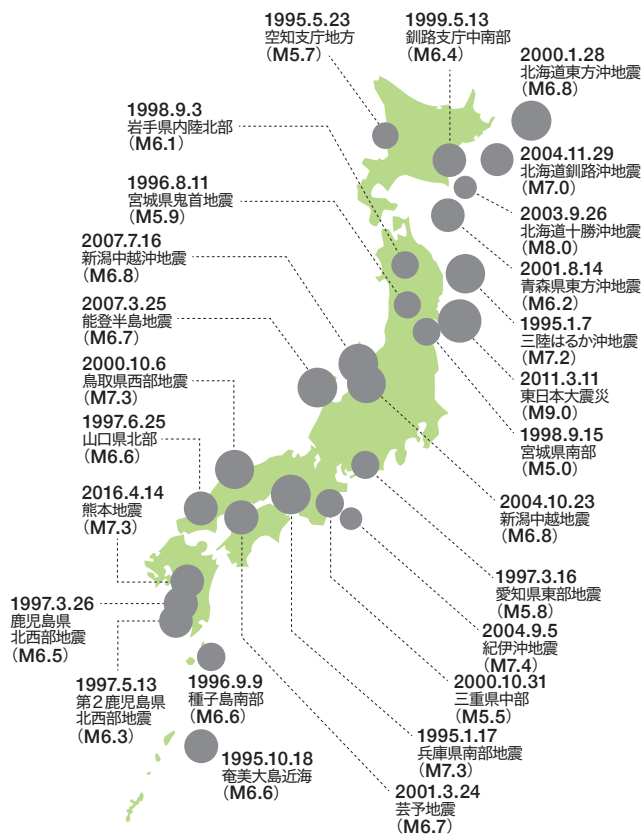 1995.5.23
空知支庁地方
(M5.7)
1999.5.13
釧路支庁中南部
(M6.4)
2000.1.28
北海道東方沖地震
(M6.8)
1998.9.3
岩手県内陸北部
(M6.1)
2004.11.29
北海道釧路沖地震
(M7.0)
1996.8.11
宮城県鬼首地震
(M5.9)
2003.9.26
北海道十勝沖地震
(M8.0)
2007.7.16
新潟中越沖地震
(M6.8)
2001.8.14
青森県東方沖地震
(M6.2)
2007.3.25
能登半島地震
(M6.7)
1995.1.7
三陸はるか沖地震
(M7.2)
2000.10.6
鳥取県西部地震
(M7.3)
2011.3.11
東日本大震災
(M9.0)
1997.6.25
山口県北部
(M6.6)
1998.9.15
宮城県南部
(M5.0)
2016.4.14
熊本地震
(M7.3)
2004.10.23
新潟中越地震
(M6.8)
1997.3.26
鹿児島県
北西部地震
(M6.5)
1997.3.16
愛知県東部地震
(M5.8)
2004.9.5
紀伊沖地震
(M7.4)
1997.5.13
第2鹿児島県
北西部地震
(M6.3)
1996.9.9
種子島南部
(M6.6)
2000.10.31
三重県中部
(M5.5)
1995.1.17
兵庫県南部地震
(M7.3)
1995.10.18
奄美大島近海
(M6.6)
2001.3.24
芸予地震
(M6.7)